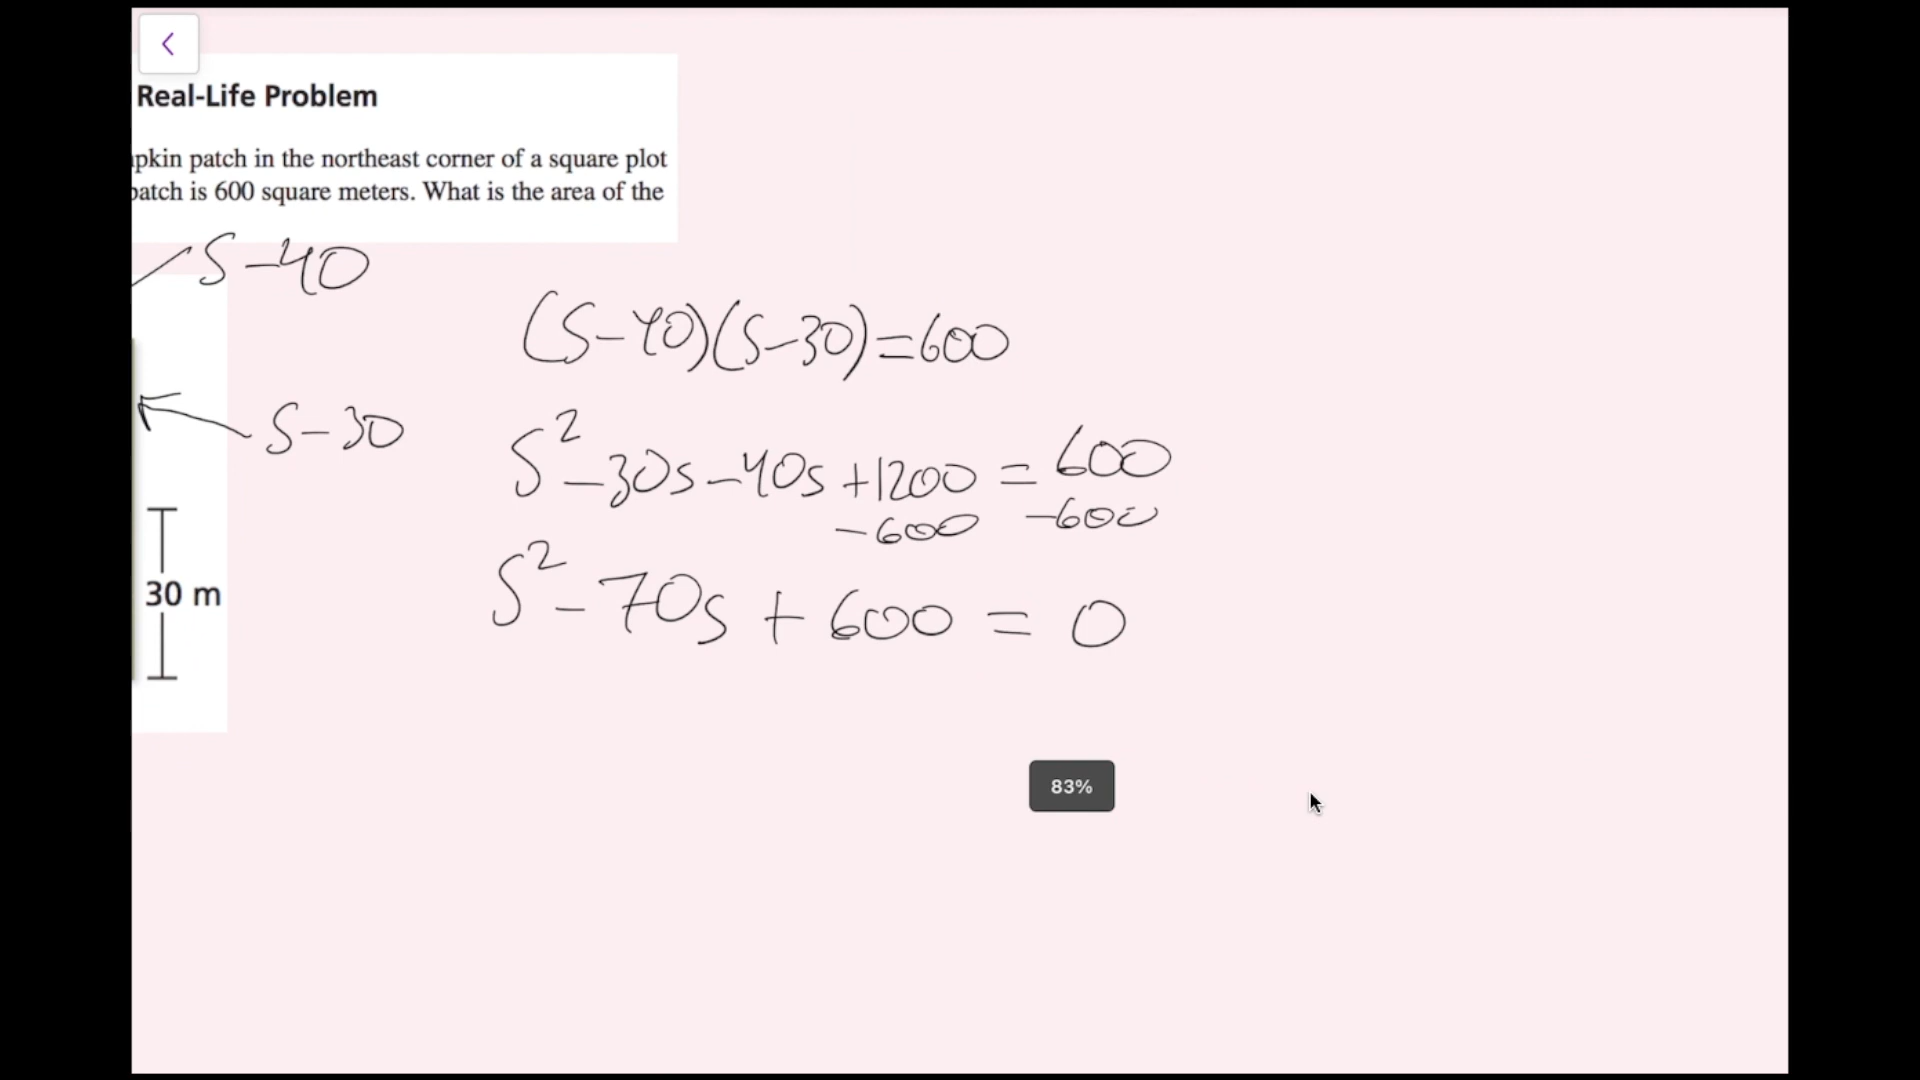 Real-Life Problem
pkin patch in the northeast corner of a square plot
patch is 600 square meters. What is the area of the
S-40
(S-40)(S-30)=600
S-30
S²-30s-40s+1200=600
-600 -600
S²-70s+600=0
30 m
83%